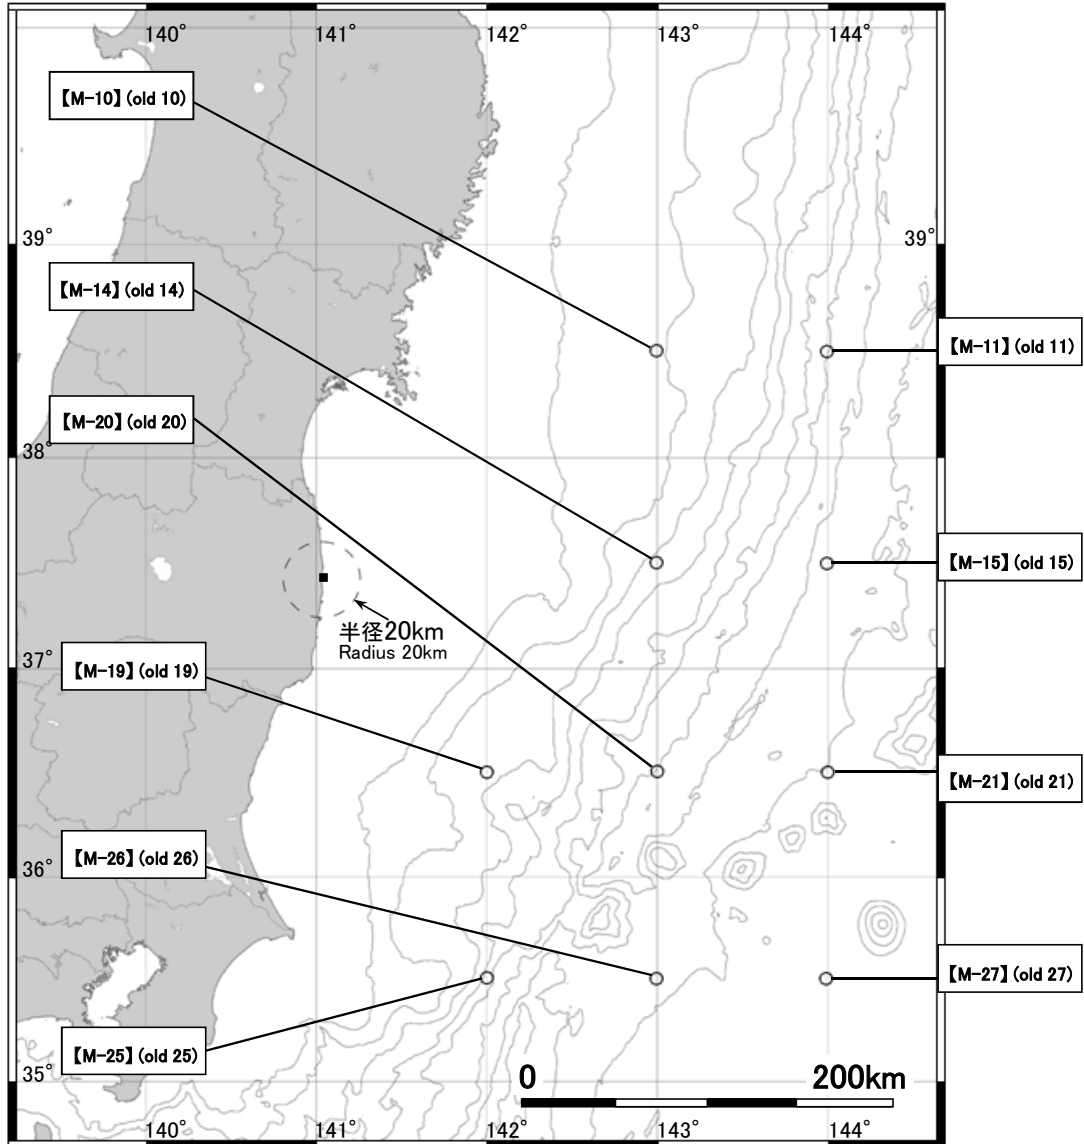 140° 141° 142° 143° 144°
【M-10】(old 10)
39° 39°
【M-14】(old 14)
【M-11】(old 11)
【M-20】(old 20)
38°
【M-15】(old 15)
半径20km
Radius 20km
37°
【M-19】(old 19)
【M-21】(old 21)
【M-26】(old 26)
36°
【M-27】(old 27)
【M-25】(old 25)
35°
0 200km
140° 141° 142° 143° 144°